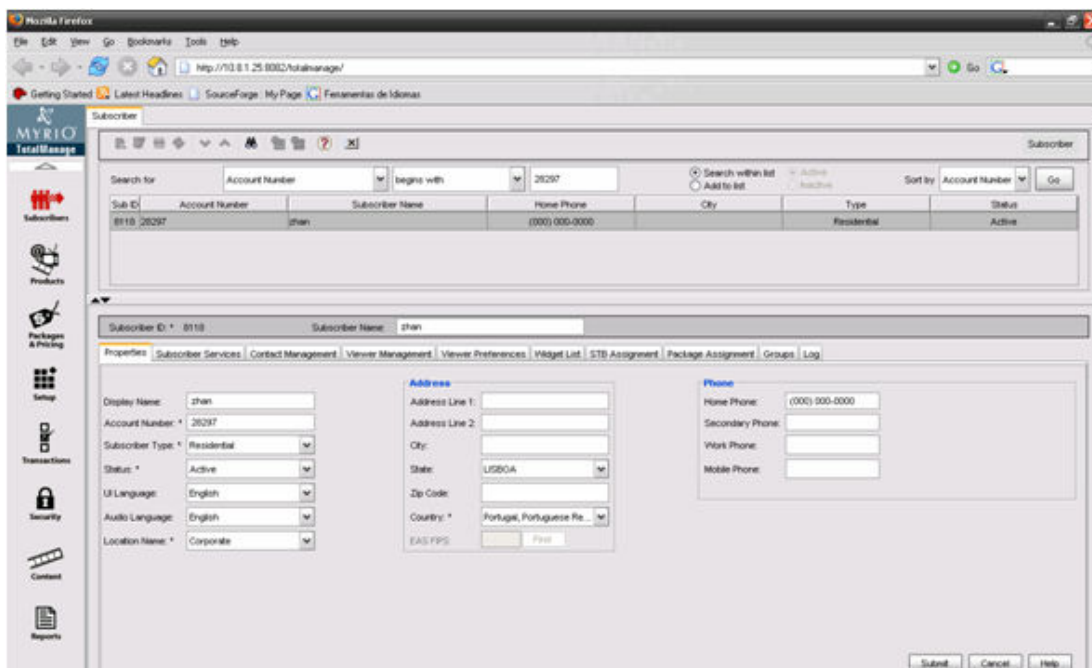 Mozilla Firefox
File Edit View Go Bookmarks Tools Help
http://10.8.1.25:8082/totalmanage/
Go
Getting Started Latest Headlines SourceForge: My Page Ferramentas de Idiomas
MYRIO
TotalManage
Subscriber
Subscriber
Search for Account Number begins with 28297 Search within list Add to list Active Inactive Sort by Account Number Go
Sub ID Account Number Subscriber Name Home Phone City Type Status
8118 28297 zhan (000) 000-0000 Residential Active
Subscribers
Products
Packages & Pricing
Setup
Transactions
Security
Content
Reports
Subscriber ID: * 8118 Subscriber Name: zhan
Properties Subscriber Services Contact Management Viewer Management Viewer Preferences Widget List STB Assignment Package Assignment Groups Log
Display Name: zhan
Account Number: * 28297
Subscriber Type: * Residential
Status: * Active
UI Language: English
Audio Language: English
Location Name: * Corporate
Address
Address Line 1:
Address Line 2:
City:
State: LISBOA
Zip Code:
Country: * Portugal, Portuguese Re...
EAS FIPS: Find
Phone
Home Phone: (000) 000-0000
Secondary Phone:
Work Phone:
Mobile Phone:
Submit Cancel Help